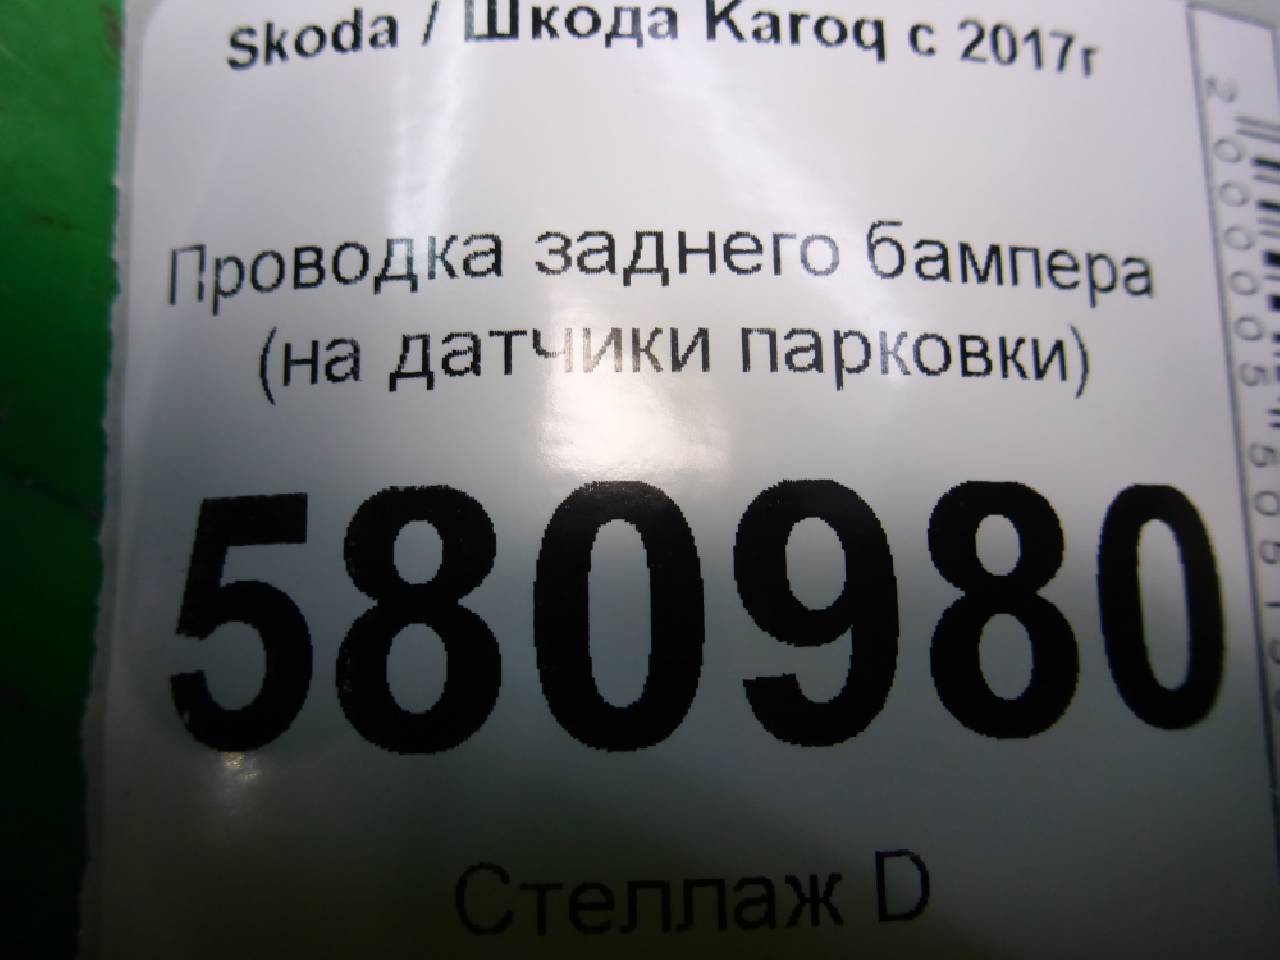 Skoda / Шкода Karoq с 2017г
Проводка заднего бампера
(на датчики парковки)
580980
Стеллаж D